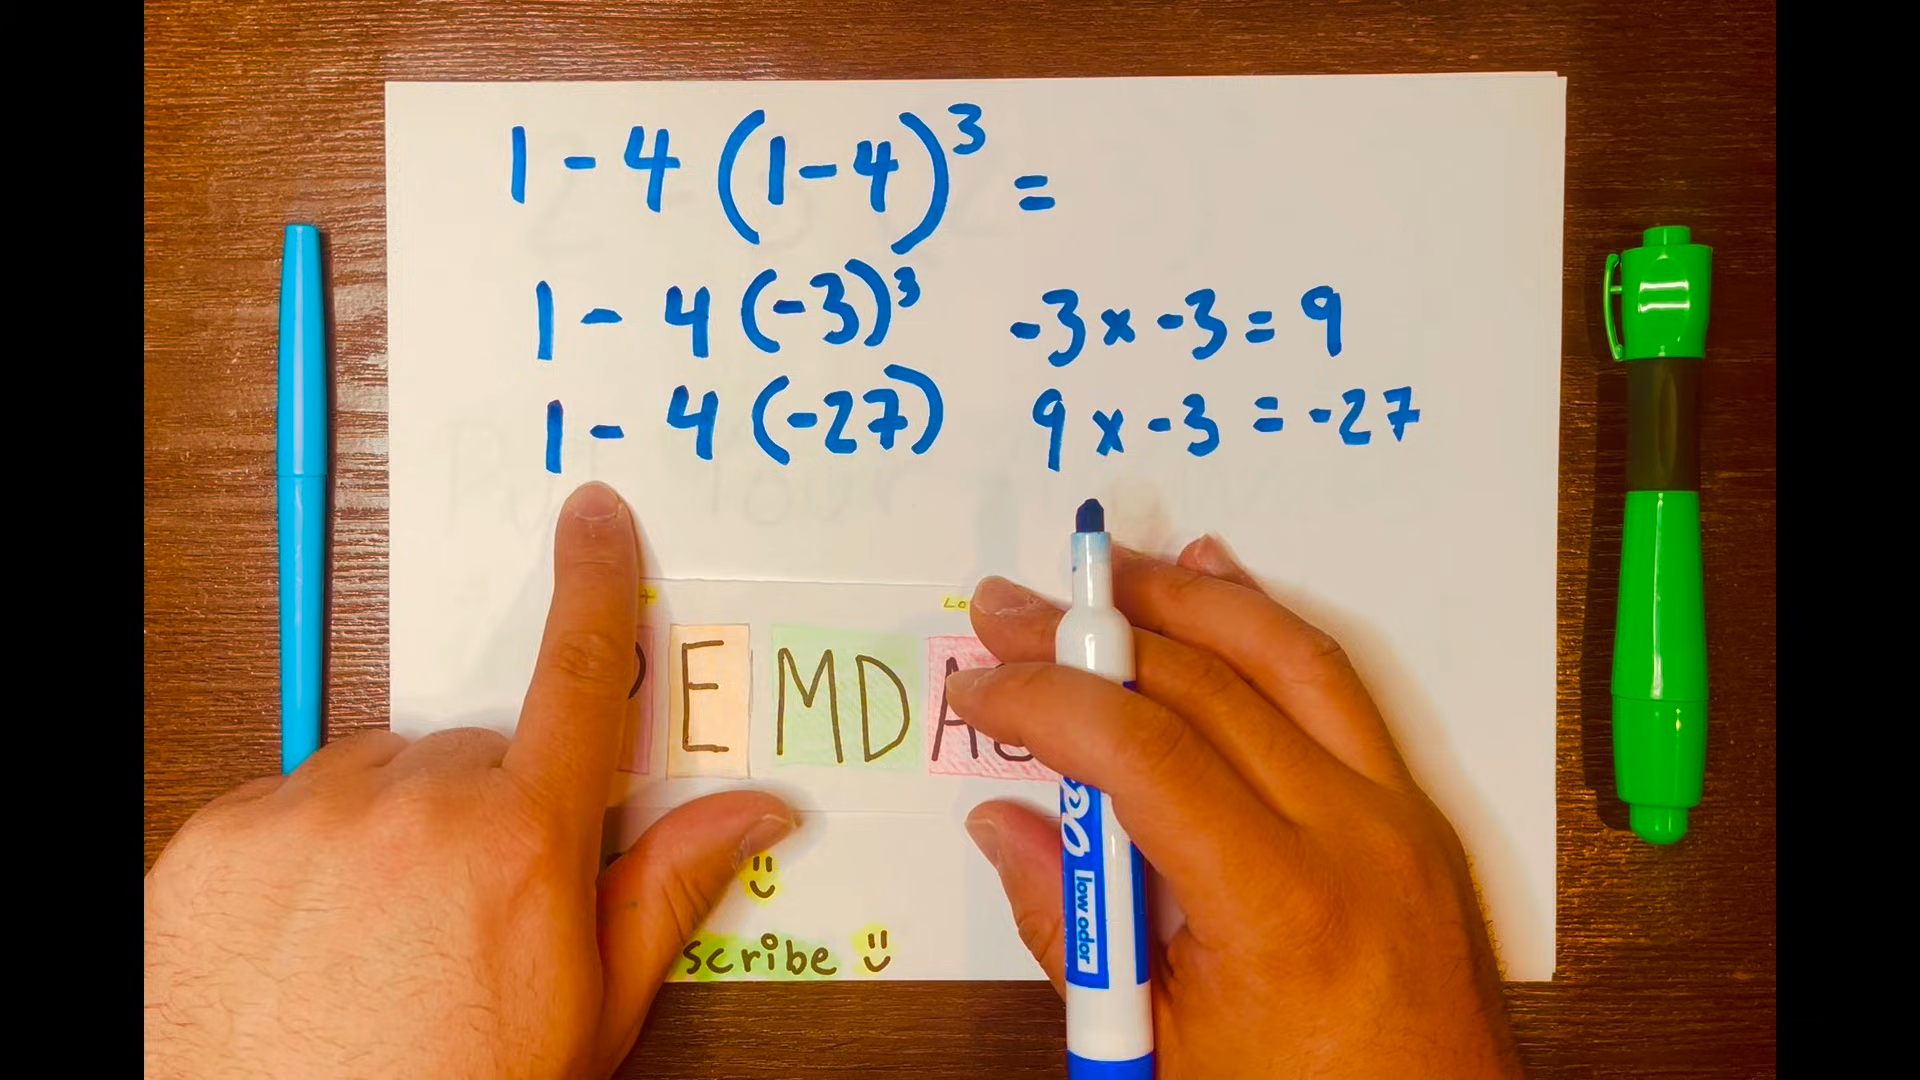 1 - 4 (1-4)³ =
1 - 4 (-3)³ -3 x -3 = 9
1 - 4 (-27) 9 x -3 = -27
E MD A
scribe
low odor